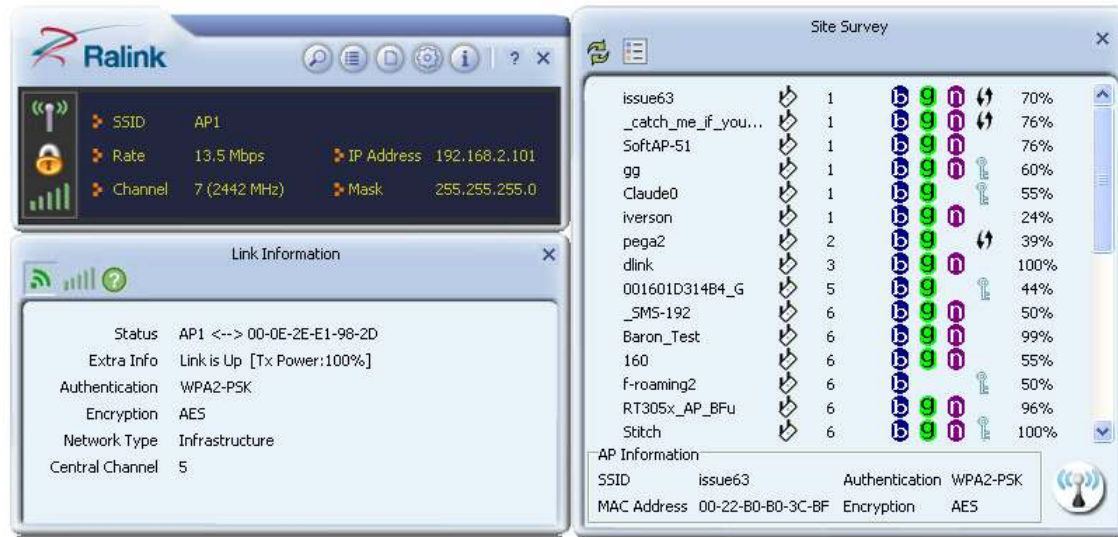 Ralink
? ×
SSID AP1
Rate 13.5 Mbps IP Address 192.168.2.101
Channel 7 (2442 MHz) Mask 255.255.255.0
Link Information
Status AP1 <--> 00-0E-2E-E1-98-2D
Extra Info Link is Up [Tx Power:100%]
Authentication WPA2-PSK
Encryption AES
Network Type Infrastructure
Central Channel 5
Site Survey
issue63 1 b g n 70%
_catch_me_if_you... 1 b g n 76%
SoftAP-51 1 b g n 76%
gg 1 b g n 60%
Claude0 1 b g 55%
iverson 1 b g n 24%
pega2 2 b g 39%
dlink 3 b g n 100%
001601D314B4_G 5 b g 44%
_SMS-192 6 b g n 50%
Baron_Test 6 b g n 99%
160 6 b g n 55%
f-roaming2 6 b 50%
RT305x_AP_BFu 6 b g n 96%
Stitch 6 b g n 100%
AP Information
SSID issue63 Authentication WPA2-PSK
MAC Address 00-22-B0-B0-3C-BF Encryption AES